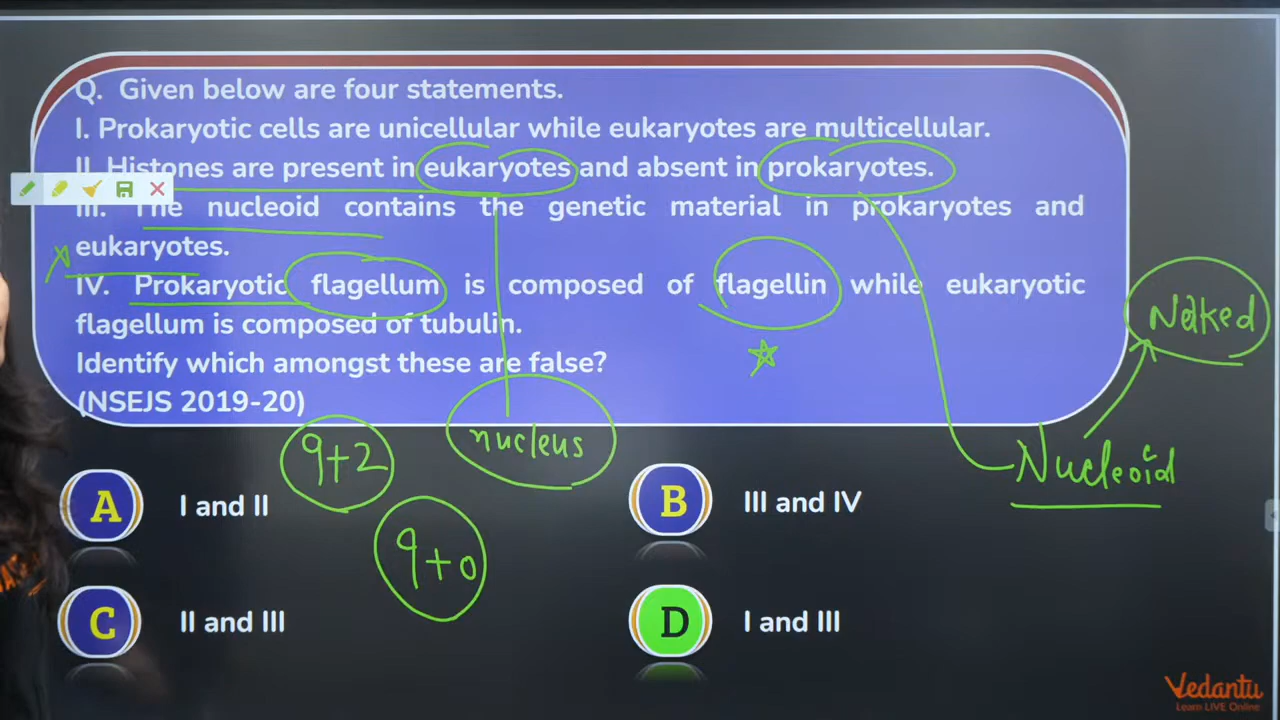 Q. Given below are four statements.
I. Prokaryotic cells are unicellular while eukaryotes are multicellular.
II. Histones are present in eukaryotes and absent in prokaryotes.
III. The nucleoid contains the genetic material in prokaryotes and
eukaryotes.
IV. Prokaryotic flagellum is composed of flagellin while eukaryotic
flagellum is composed of tubulin.
Identify which amongst these are false?
(NSEJS 2019-20)
Naked
nucleus
Nucleoid
9+2
9+0
A I and II
B III and IV
C II and III
D I and III
Vedantu
Learn LIVE Online